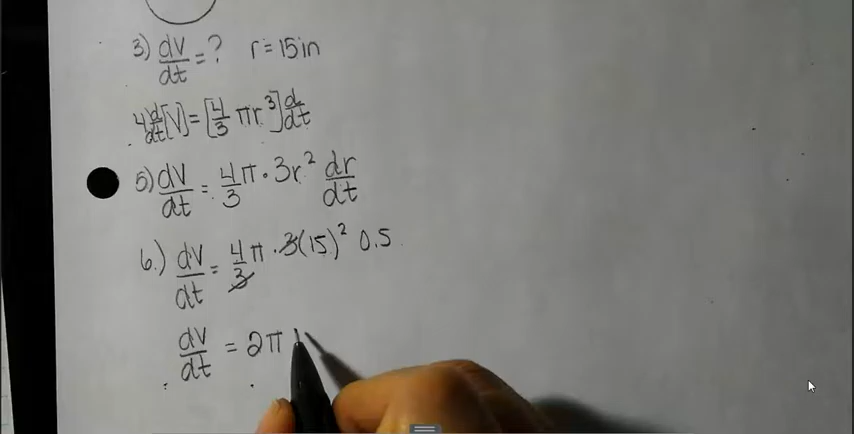 3) dV/dt = ? r = 15in
4 d/dt [V] = [4/3 πr³] d/dt
5) dV/dt = 4/3 π · 3r² dr/dt
6.) dV/dt = 4/3 π · 3(15)² 0.5
dV/dt = 2π